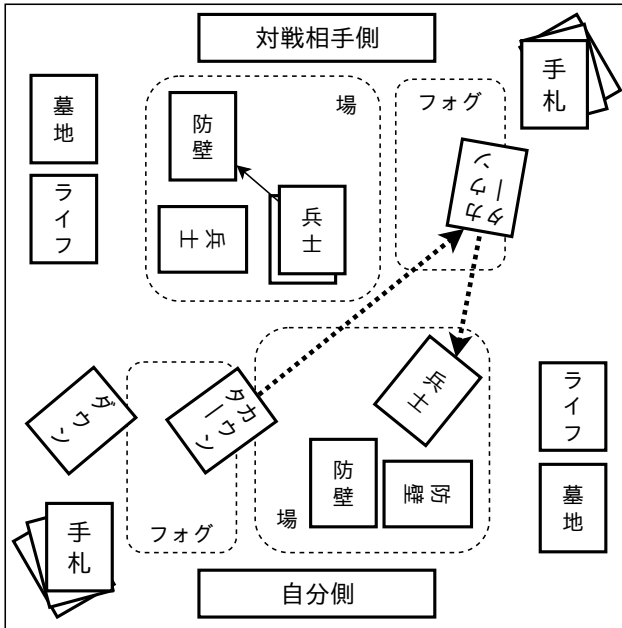 対戦相手側
手札
墓地
防壁
場
フォグ
カウン
ター
ライフ
兵士
兵士
兵士
ダウン
カウン
ター
ライフ
防壁
防壁
墓地
手札
フォグ
場
自分側